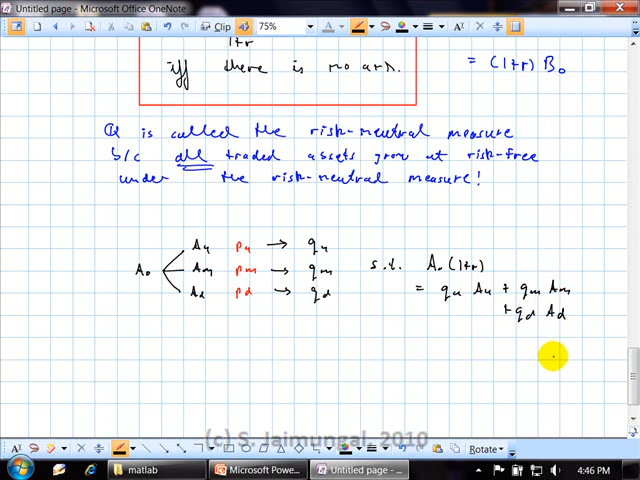 Untitled page - Microsoft Office OneNote
Clip 75%
1+r
iff there is no arb.
= (1+r) B0
Q is called the risk-neutral measure
b/c all traded assets grow at risk-free
under the risk-neutral measure!
Au pu → qu
A0 Am pm → qm s.t. A0 (1+r)
Ad pd → qd = qu Au + qm Am
+ qd Ad
(c) S. Jaimungal, 2010
Rotate
matlab Microsoft Powe... Untitled page - ... 4:46 PM